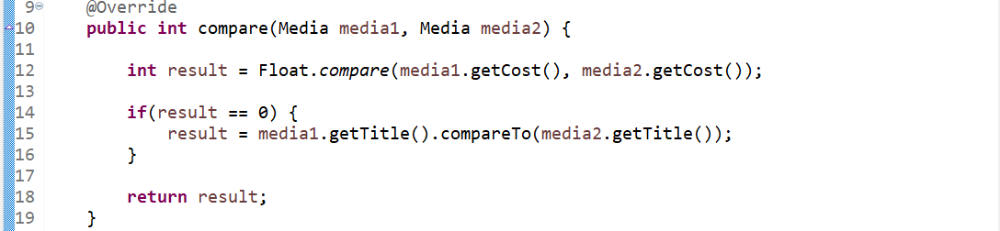 9 @Override
10 public int compare(Media media1, Media media2) {
11
12 int result = Float.compare(media1.getCost(), media2.getCost());
13
14 if(result == 0) {
15 result = media1.getTitle().compareTo(media2.getTitle());
16 }
17
18 return result;
19 }